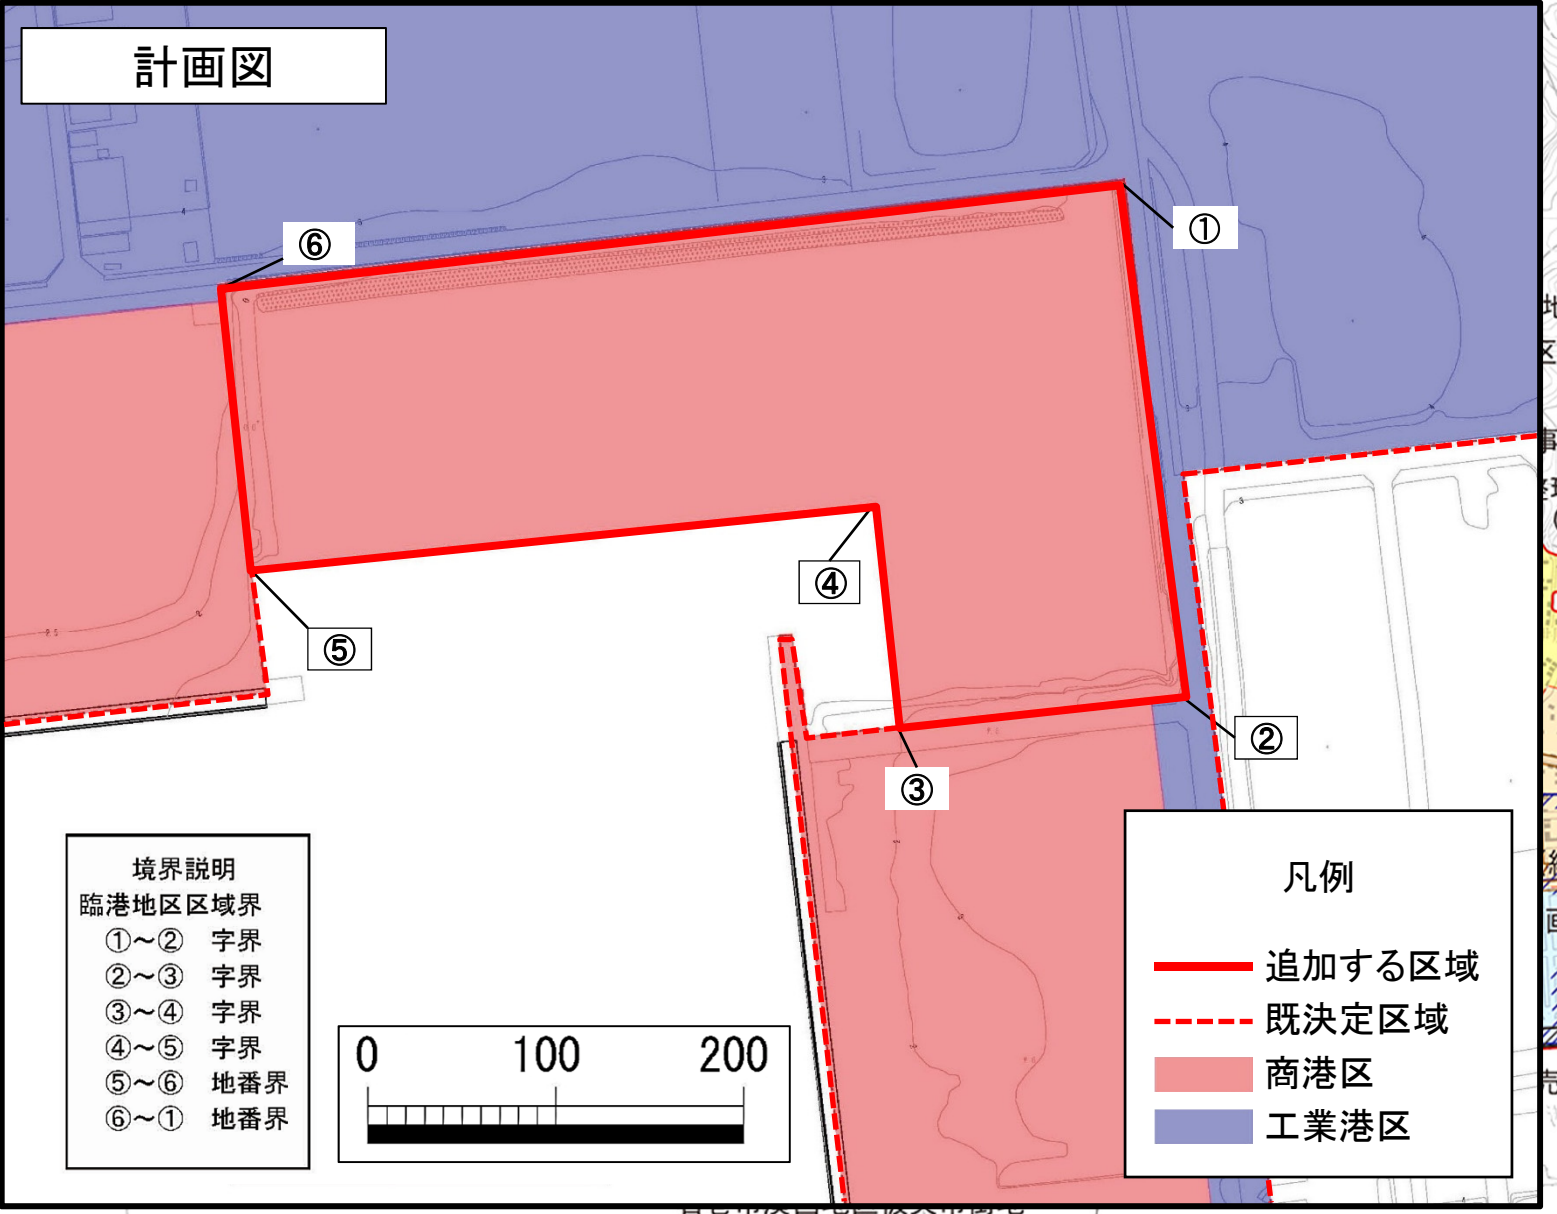 計画図
①
⑥
④
⑤
②
③
境界説明
臨港地区区域界
①～② 字界
②～③ 字界
③～④ 字界
④～⑤ 字界
⑤～⑥ 地番界
⑥～① 地番界
0 100 200
凡例
追加する区域
既決定区域
商港区
工業港区